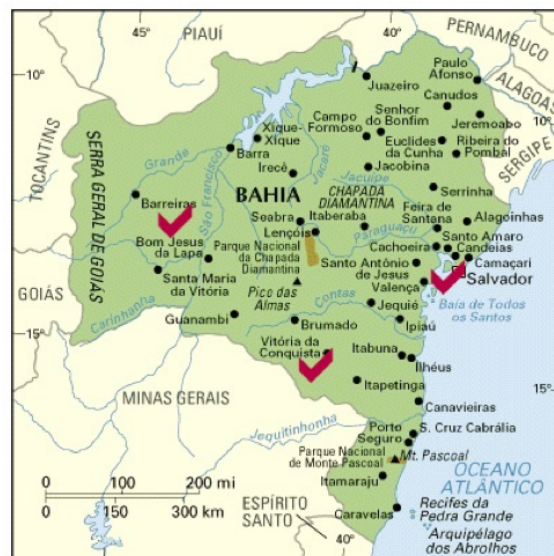 45°
PIAUÍ
40°
PERNAMBUCO
10°
Paulo
Afonso
ALAGOAS
Juazeiro
Canudos
Campo
Formoso
Senhor
do Bonfim
Jeremoabo
10°
Xique-
Xique
Euclides
da Cunha
Ribeira do
Pombal
SERGIPE
TOCANTINS
SERRA GERAL DE GOIÁS
Grande
Barra
Irecê
Jacaré
Jacuipe
Jacobina
São Francisco
BAHIA
CHAPADA
DIAMANTINA
Serrinha
Barreiras
Seabra
Itaberaba
Feira de
Santana
Alagoinhas
Lençóis
Paraguaçu
Santo Amaro
Bom Jesus
da Lapa
Parque Nacional
da Chapada
Diamantina
Cachoeira
Candeias
Camaçari
Santo Antônio
de Jesus
Salvador
GOIÁS
Santa Maria
da Vitória
Pico das
Almas
Valença
Baía de Todos
os Santos
Contas
Jequié
Carinhanha
Guanambi
Brumado
Ipiaú
15°
Vitória da
Conquista
Itabuna
Ilhéus
MINAS GERAIS
Itapetinga
15°
Canavieiras
Jequitinhonha
Porto
Seguro
S. Cruz Cabrália
Parque Nacional
de Monte Pascoal
Mt. Pascoal
0 100 200 mi
0 150 300 km
Itamaraju
OCEANO
ATLÂNTICO
ESPÍRITO
SANTO
Caravelas
Recifes da
Pedra Grande
40°
Arquipélago
dos Abrolhos